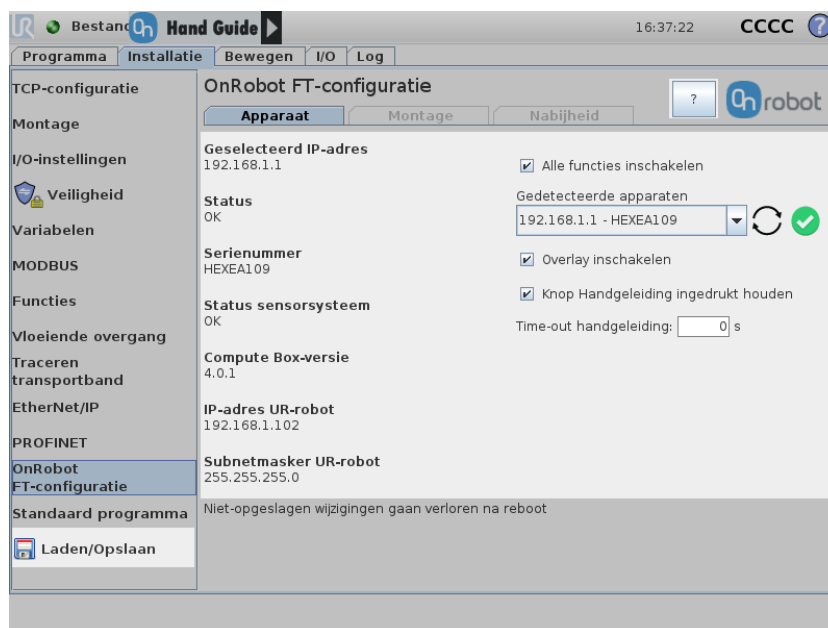 Bestand
Hand Guide
16:37:22
CCCC
?
Programma
Installatie
Bewegen
I/O
Log
TCP-configuratie
Montage
I/O-instellingen
Veiligheid
Variabelen
MODBUS
Functies
Vloeiende overgang
Traceren
transportband
EtherNet/IP
PROFINET
OnRobot
FT-configuratie
Standaard programma
Laden/Opslaan
OnRobot FT-configuratie
?
On robot
Apparaat
Montage
Nabijheid
Geselecteerd IP-adres
192.168.1.1
Status
OK
Serienummer
HEXEA109
Status sensorsysteem
OK
Compute Box-versie
4.0.1
IP-adres UR-robot
192.168.1.102
Subnetmasker UR-robot
255.255.255.0
Alle functies inschakelen
Gedetecteerde apparaten
192.168.1.1 - HEXEA109
Overlay inschakelen
Knop Handgeleiding ingedrukt houden
Time-out handgeleiding: 0 s
Niet-opgeslagen wijzigingen gaan verloren na reboot